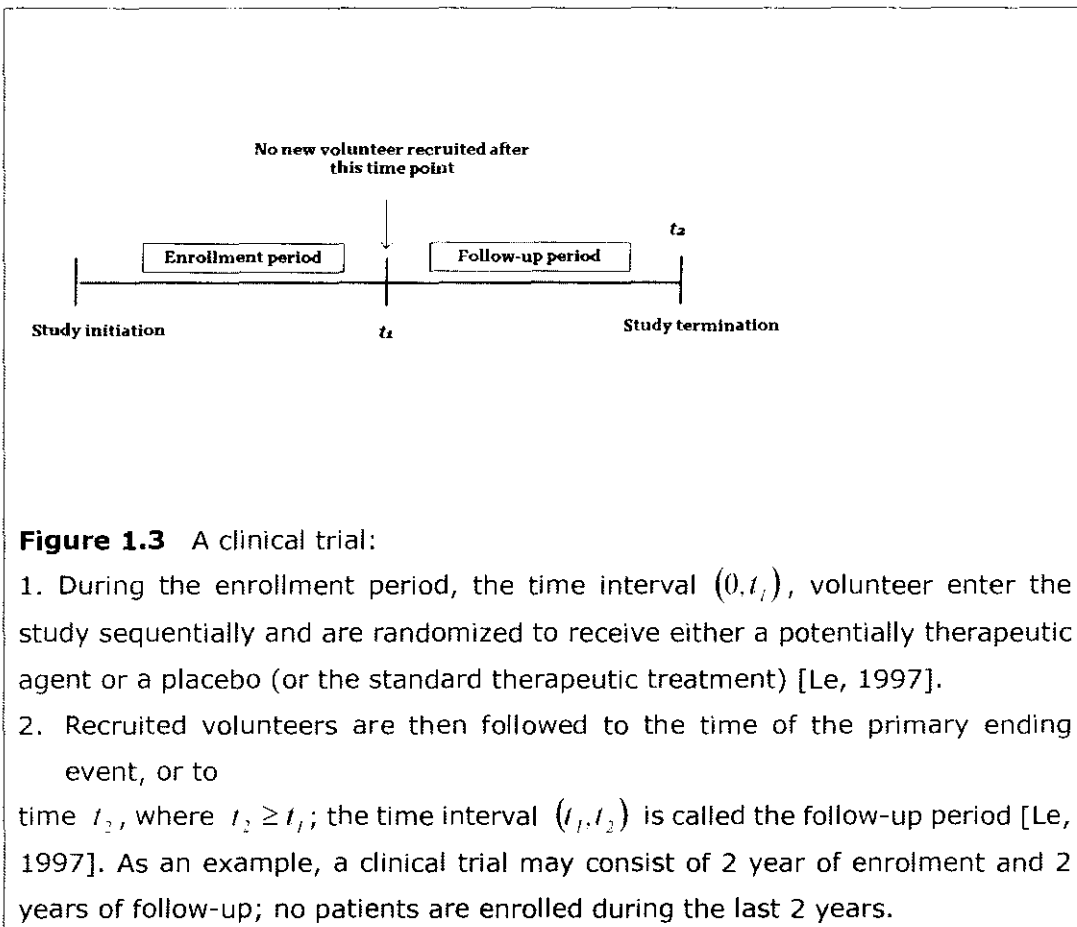 No new volunteer recruited after
this time point
t₂
Enrollment period
Follow-up period
Study initiation
t₁
Study termination
Figure 1.3 A clinical trial:
1. During the enrollment period, the time interval (0,t₁), volunteer enter the
study sequentially and are randomized to receive either a potentially therapeutic
agent or a placebo (or the standard therapeutic treatment) [Le, 1997].
2. Recruited volunteers are then followed to the time of the primary ending
event, or to
time t₂, where t₂ ≥ t₁; the time interval (t₁,t₂) is called the follow-up period [Le,
1997]. As an example, a clinical trial may consist of 2 year of enrolment and 2
years of follow-up; no patients are enrolled during the last 2 years.